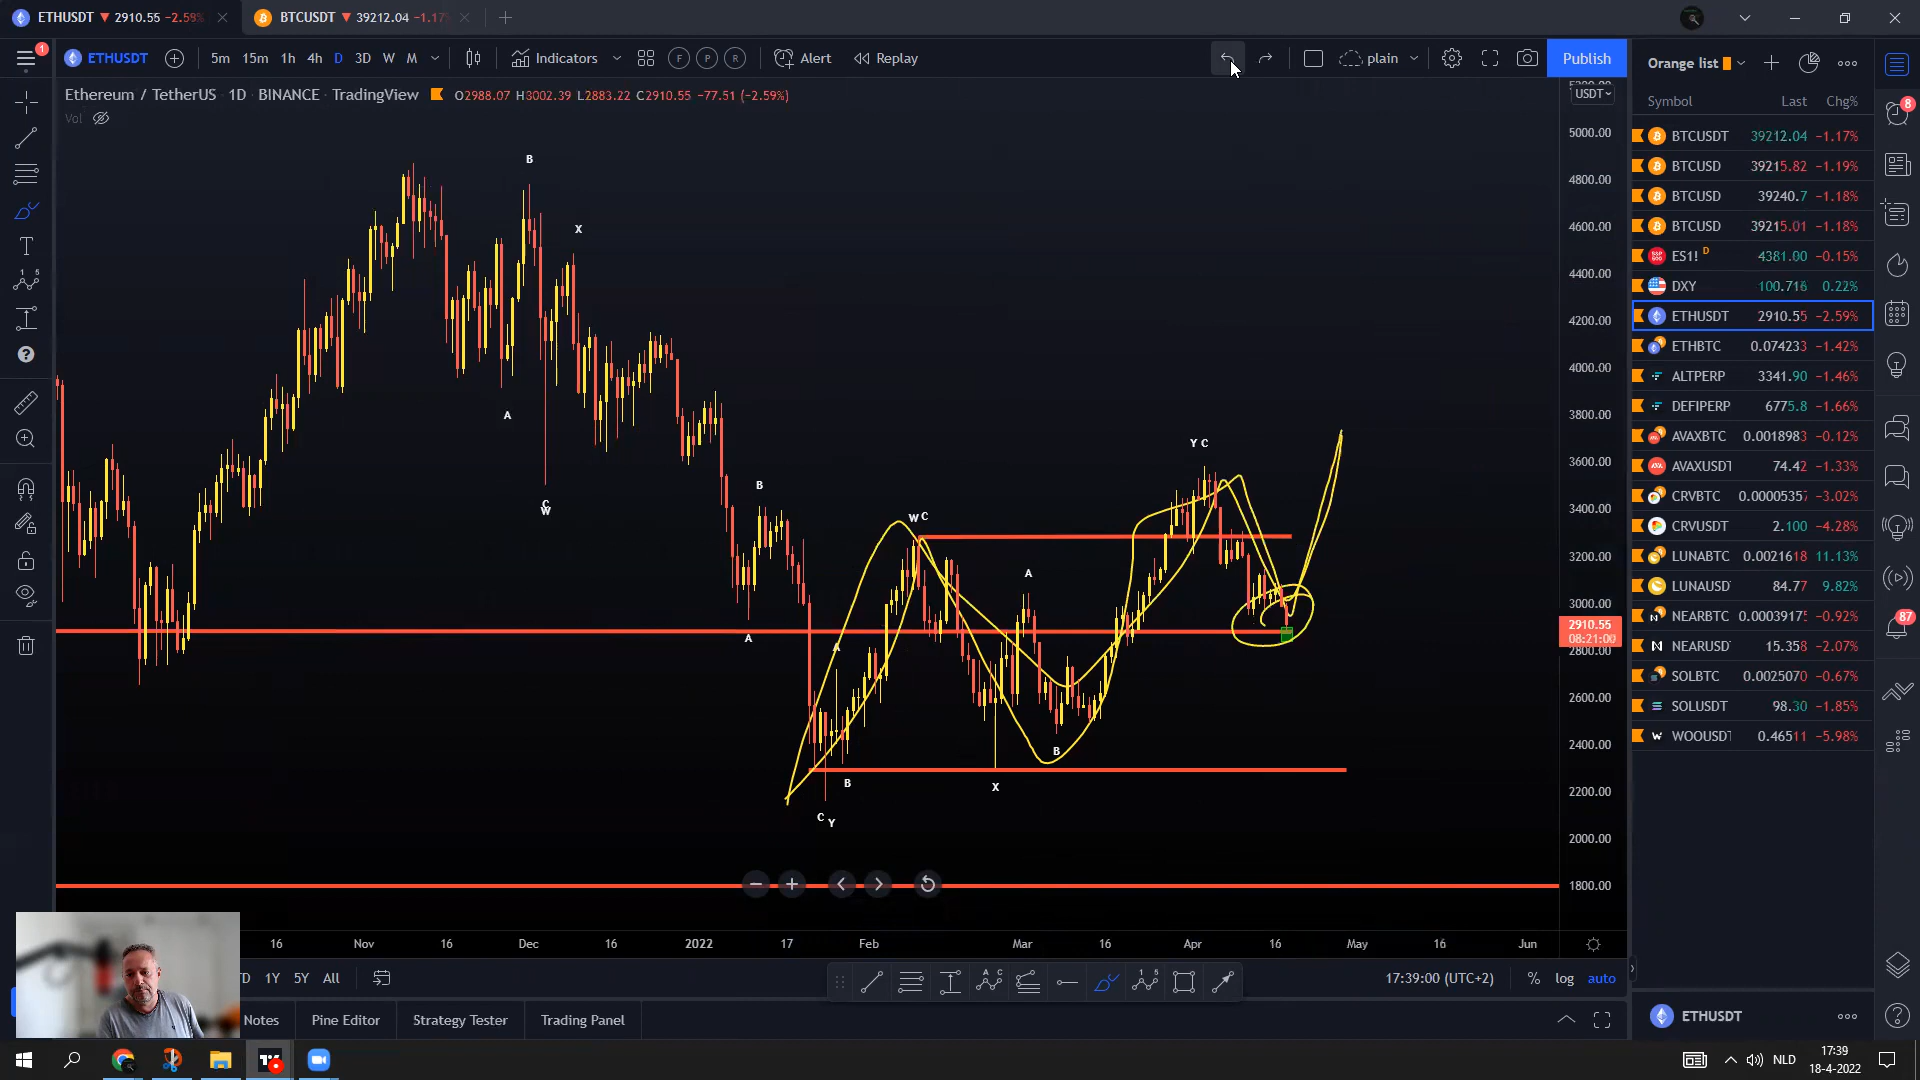 ETHUSDT ▼ 2910.55 −2.59%
BTCUSDT ▼ 39212.04 −1.17
1
ETHUSDT
5m 15m 1h 4h D 3D W M
Indicators
F P R
Alert
Replay
plain
Publish
Ethereum / TetherUS 1D BINANCE TradingView
O2988.07 H3002.39 L2883.22 C2910.55 −77.51 (−2.59%)
Vol
USDT
5000.00
4800.00
4600.00
4400.00
4200.00
4000.00
3800.00
3600.00
3400.00
3200.00
3000.00
2910.55
08:21:00
2800.00
2600.00
2400.00
2200.00
2000.00
1800.00
B
X
A
C
W
B
A
A
W C
A
Y C
B
X
B
C Y
16 Nov 16 Dec 16 2022 17 Feb Mar 16 Apr 16 May 16 Jun
1Y 5Y All
17:39:00 (UTC+2)
% log auto
Notes
Pine Editor
Strategy Tester
Trading Panel
Orange list
Symbol Last Chg%
BTCUSDT 39212.04 −1.17%
BTCUSD 39215.82 −1.19%
BTCUSD 39240.7 −1.18%
BTCUSD 39215.01 −1.18%
ES1! D 4381.00 −0.15%
DXY 100.716 0.22%
ETHUSDT 2910.55 −2.59%
ETHBTC 0.074233 −1.42%
ALTPERP 3341.90 −1.46%
DEFIPERP 6775.8 −1.66%
AVAXBTC 0.0018983 −0.12%
AVAXUSDT 74.42 −1.33%
CRVBTC 0.00005357 −3.02%
CRVUSDT 2.100 −4.28%
LUNABTC 0.0021618 11.13%
LUNAUSD 84.77 9.82%
NEARBTC 0.00039175 −0.92%
NEARUSD 15.358 −2.07%
SOLBTC 0.0025070 −0.67%
SOLUSDT 98.30 −1.85%
WOOUSDT 0.46511 −5.98%
ETHUSDT
8
87
NLD
17:39
18-4-2022